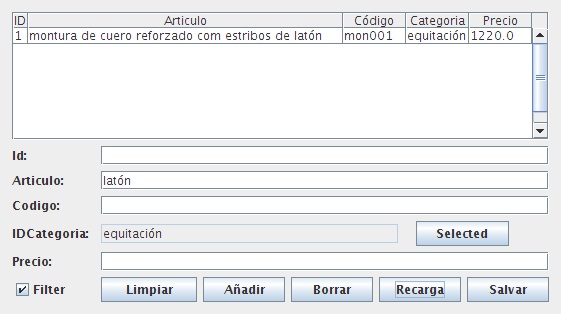 ID Articulo Código Categoria Precio
1 montura de cuero reforzado com estribos de latón mon001 equitación 1220.0
Id:
Articulo: latón
Codigo:
IDCategoria: equitación Selected
Precio:
Filter Limpiar Añadir Borrar Recarga Salvar